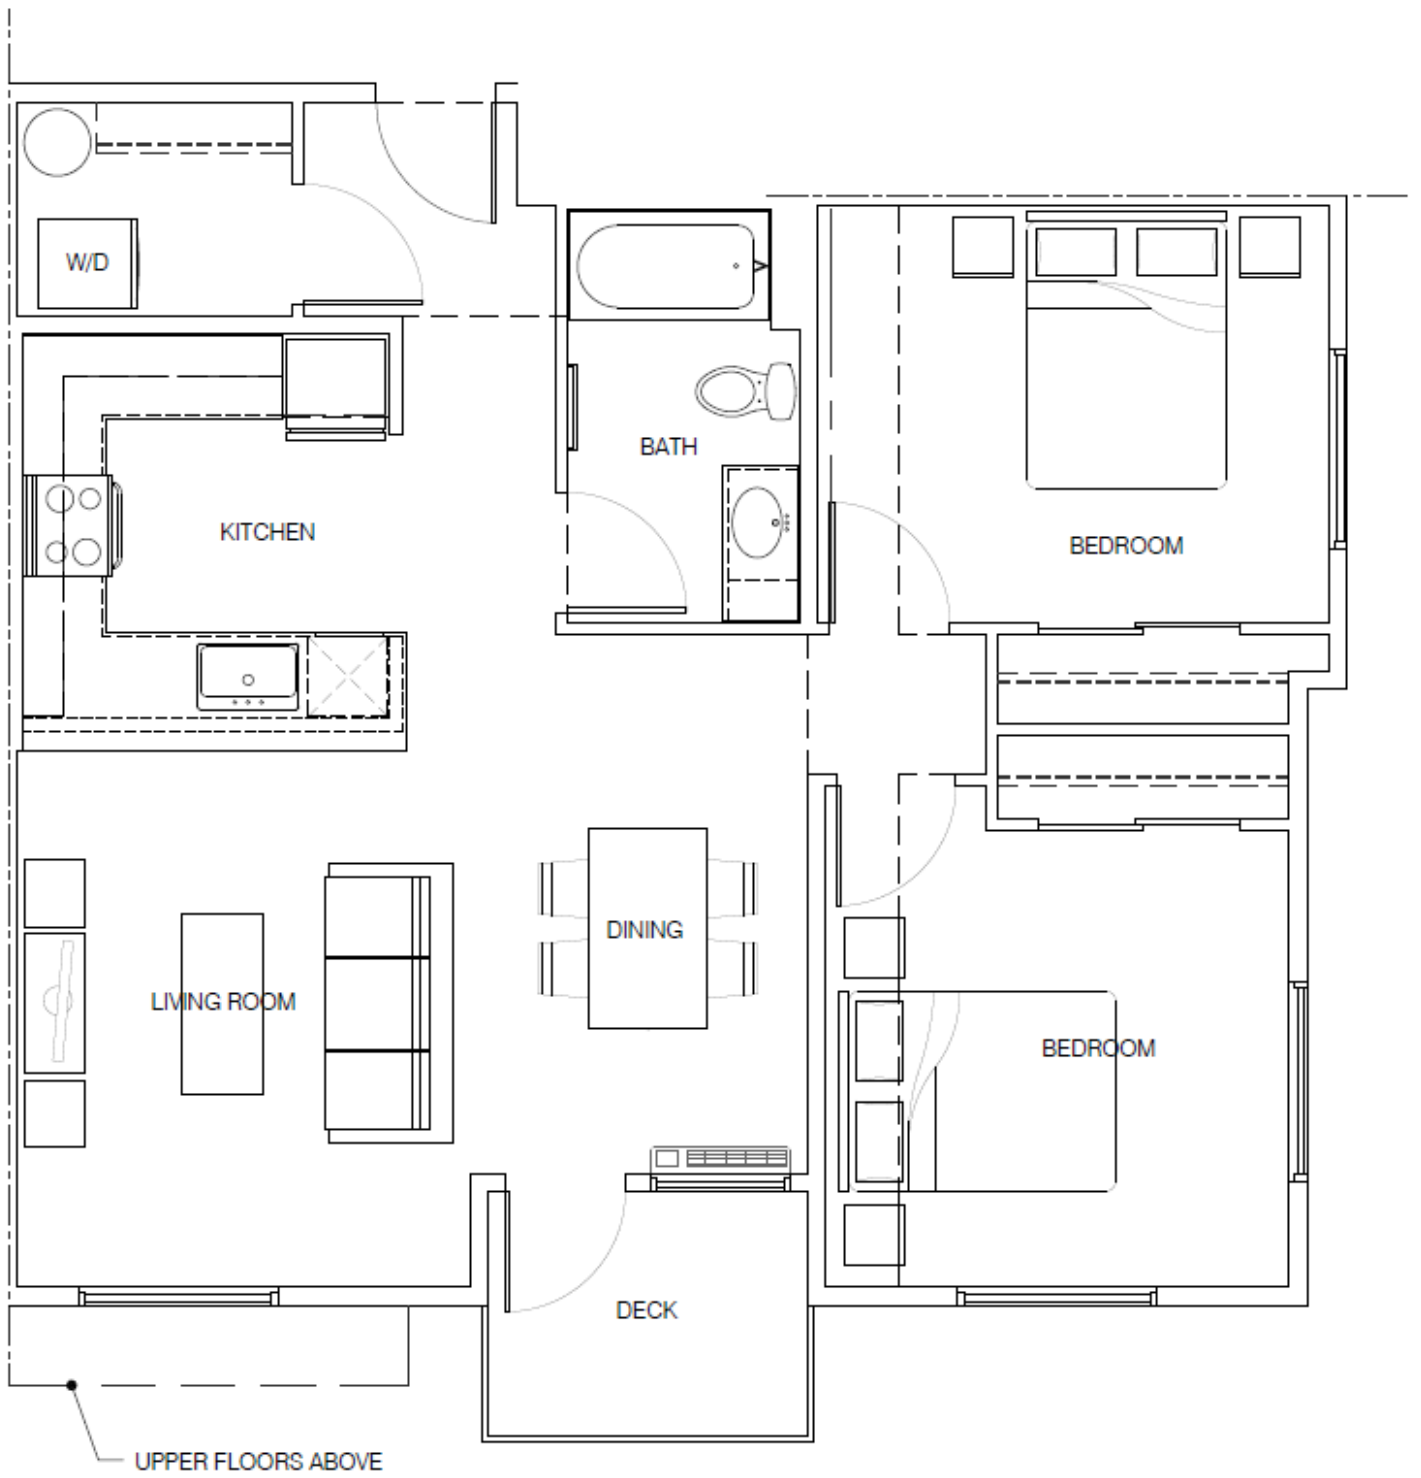 W/D
BATH
KITCHEN
BEDROOM
DINING
LIVING ROOM
BEDROOM
DECK
UPPER FLOORS ABOVE